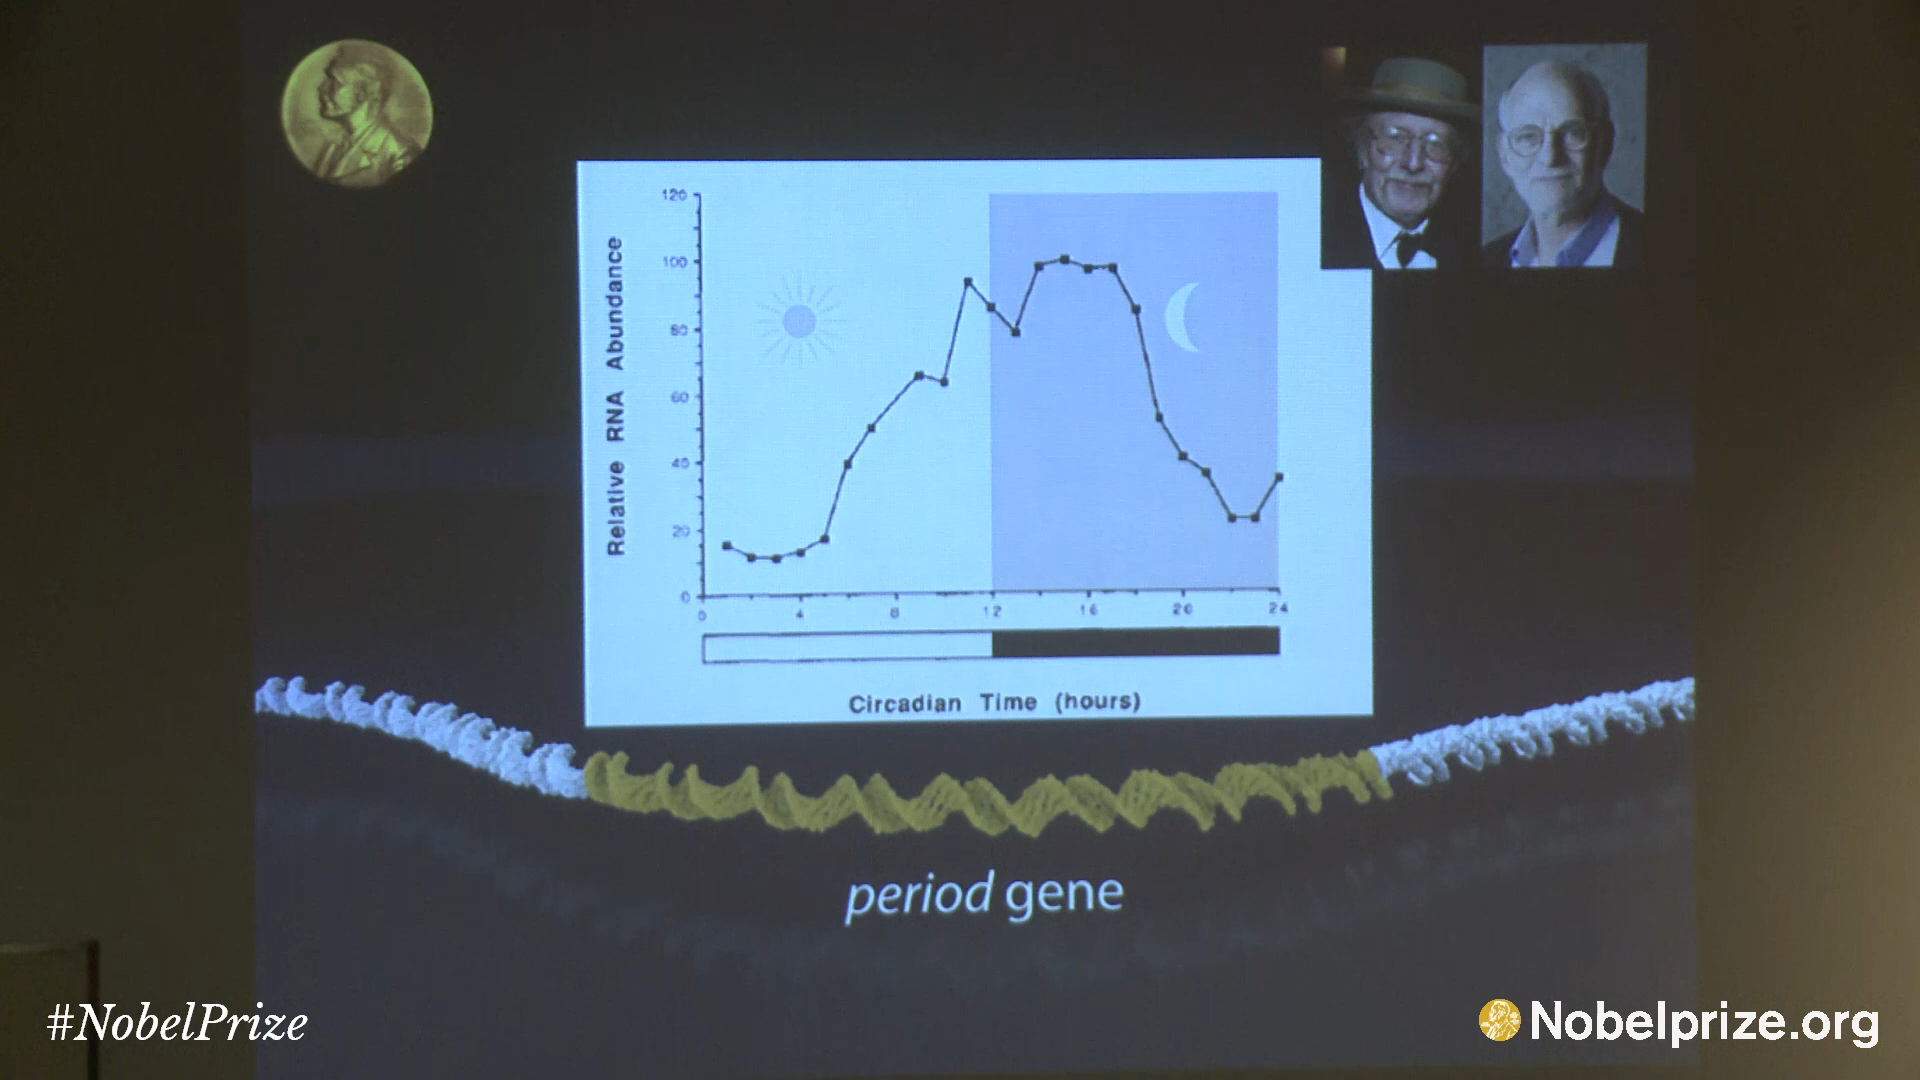 120
100
80
60
40
20
0
Relative RNA Abundance
0 4 8 12 16 20 24
Circadian Time (hours)
period gene
#NobelPrize
Nobelprize.org